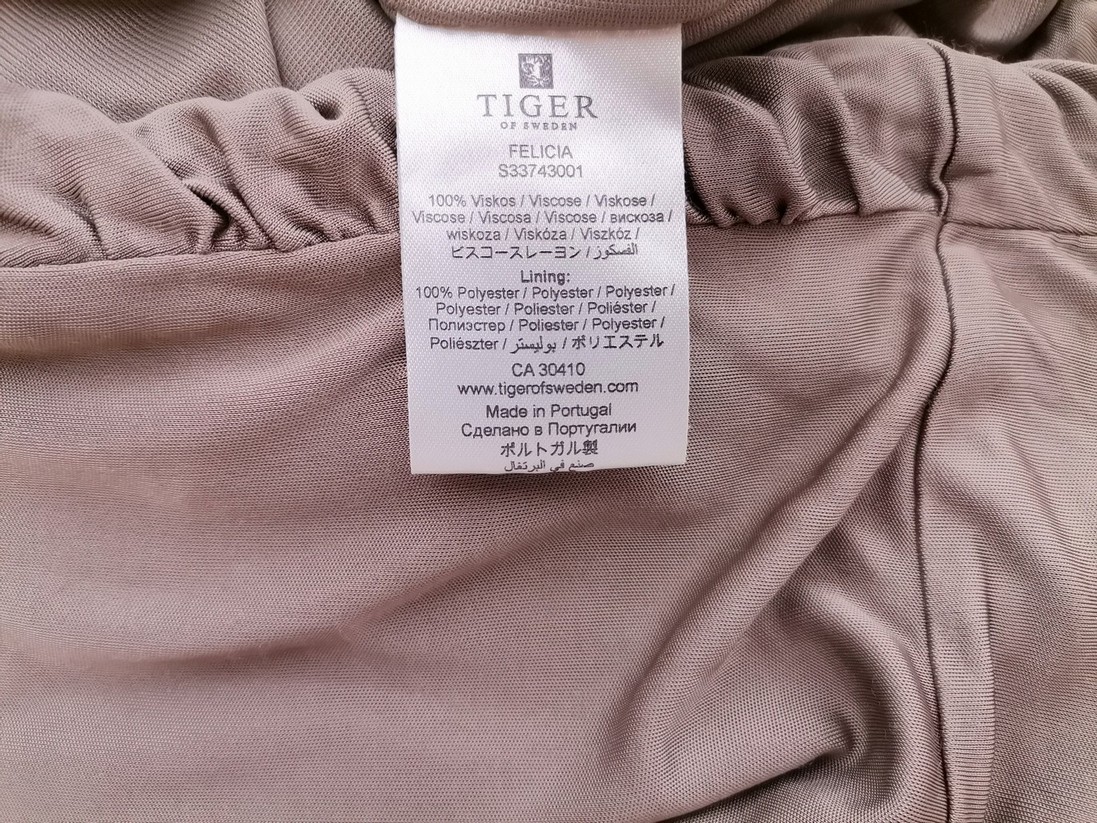 TIGER
OF SWEDEN
FELICIA
S33743001
100% Viskos / Viscose / Viskose /
Viscose / Viscosa / Viscose / вискоза /
wiskoza / Viskóza / Viszkóz /
ビスコースレーヨン / الفسكوز
Lining:
100% Polyester / Polyester / Polyester /
Polyester / Poliester / Poliéster /
Полиэстер / Poliester / Polyester /
Poliészter / بوليستر / ポリエステル
CA 30410
www.tigerofsweden.com
Made in Portugal
Сделано в Португалии
ポルトガル製
صنع في البرتغال